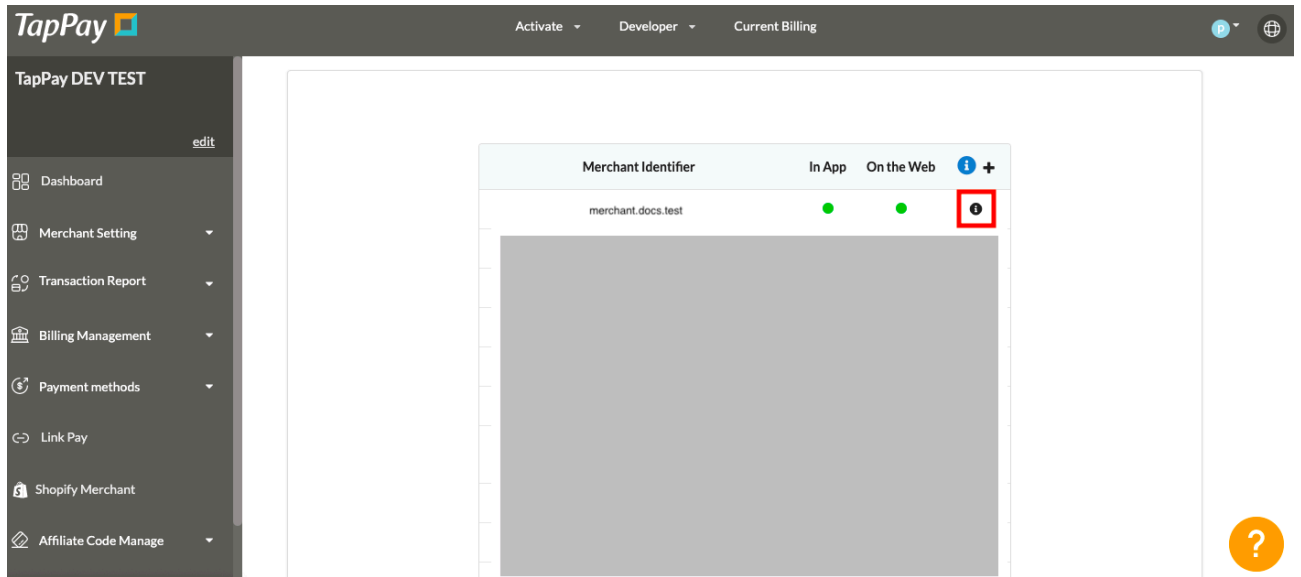 TapPay
Activate Developer Current Billing
P
TapPay DEV TEST
edit
Dashboard
Merchant Setting
Transaction Report
Billing Management
Payment methods
Link Pay
Shopify Merchant
Affiliate Code Manage
Merchant Identifier In App On the Web
merchant.docs.test
?